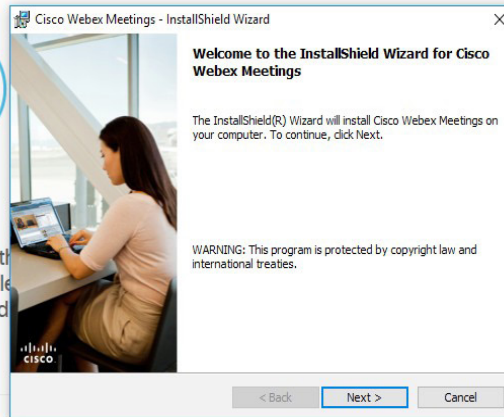 Cisco Webex Meetings - InstallShield Wizard
Welcome to the InstallShield Wizard for Cisco
Webex Meetings
The InstallShield(R) Wizard will install Cisco Webex Meetings on
your computer. To continue, click Next.
WARNING: This program is protected by copyright law and
international treaties.
CISCO
< Back
Next >
Cancel